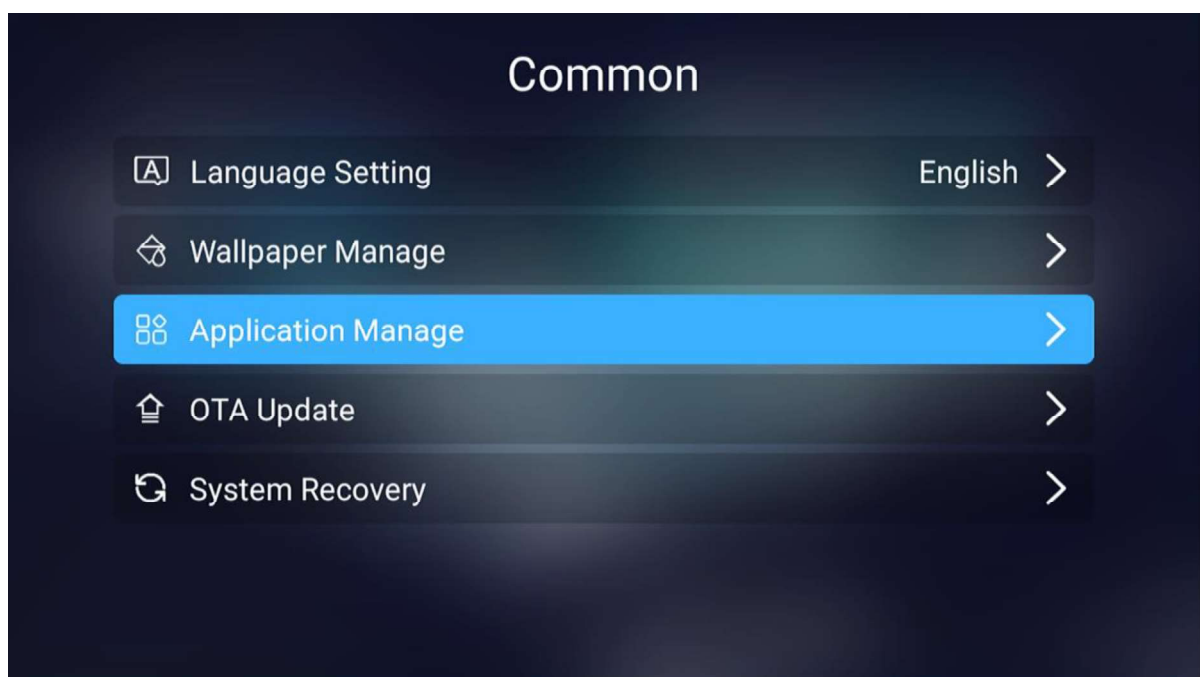 Common
Language Setting English
Wallpaper Manage
Application Manage
OTA Update
System Recovery